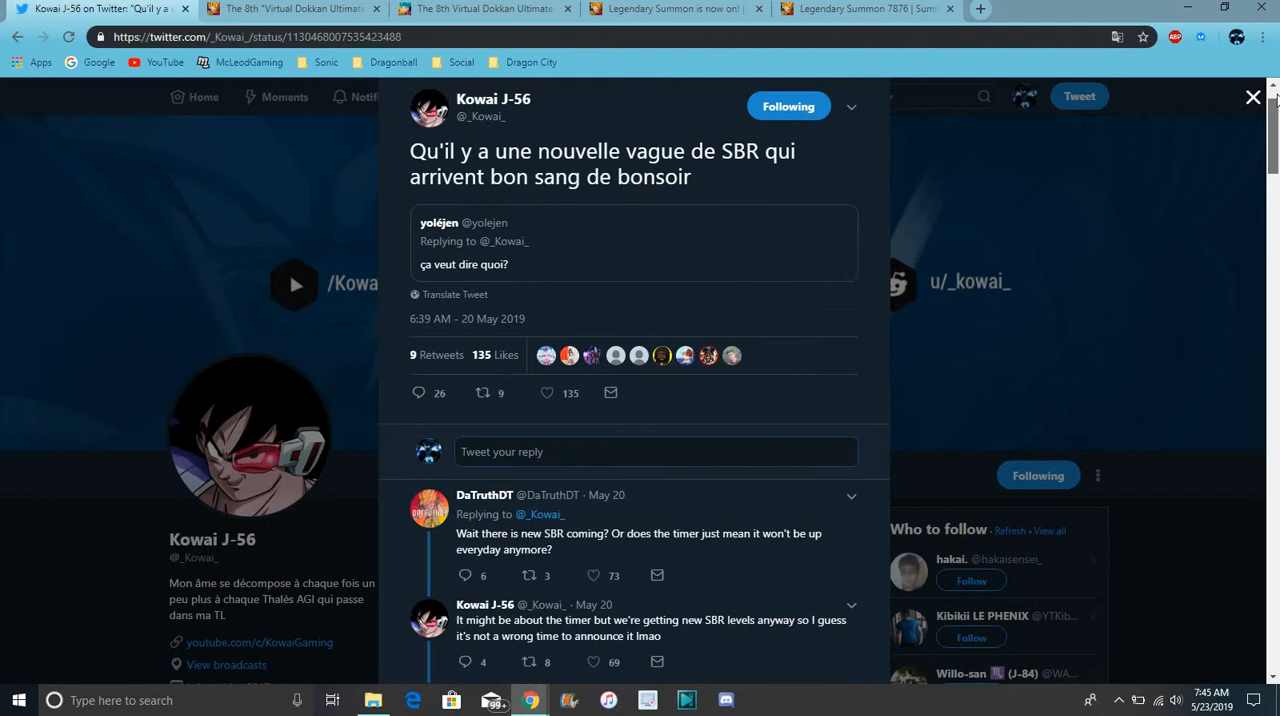 Kowai J-56 on Twitter: "Qu'il y a u
The 8th "Virtual Dokkan Ultimate
The 8th Virtual Dokkan Ultimate
Legendary Summon is now on! |
Legendary Summon 7876 | Sum
https://twitter.com/_Kowai_/status/1130468007535423488
ABP
Apps
Google
YouTube
McLeodGaming
Sonic
Dragonball
Social
Dragon City
Home
Moments
Notifi
Tweet
Kowai J-56
@_Kowai_
Following
Qu'il y a une nouvelle vague de SBR qui
arrivent bon sang de bonsoir
yoléjen @yolejen
Replying to @_Kowai_
ça veut dire quoi?
Translate Tweet
6:39 AM - 20 May 2019
9 Retweets 135 Likes
26 9 135
/Kowa
u/_kowai_
Tweet your reply
DaTruthDT @DaTruthDT · May 20
Replying to @_Kowai_
Wait there is new SBR coming? Or does the timer just mean it won't be up
everyday anymore?
6 3 73
Kowai J-56 @_Kowai_ · May 20
It might be about the timer but we're getting new SBR levels anyway so I guess
it's not a wrong time to announce it lmao
4 8 69
Kowai J-56
@_Kowai_
Mon âme se décompose à chaque fois un
peu plus à chaque Thalès AGI qui passe
dans ma TL
youtube.com/c/KowaiGaming
View broadcasts
Following
Who to follow · Refresh · View all
hakai. @hakaisensei_
Follow
Kibikii LE PHENIX @YTKib
Follow
Willo-san (J-84) @WA
Type here to search
99+
7:45 AM
5/23/2019